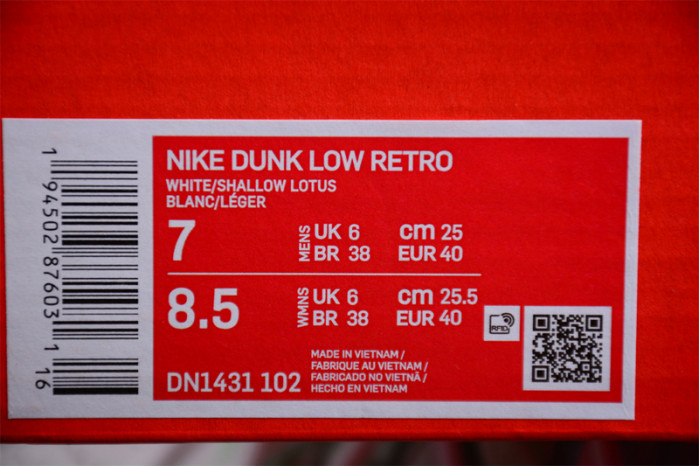 NIKE DUNK LOW RETRO
WHITE/SHALLOW LOTUS
BLANC/LÉGER
7 MENS UK 6 cm 25
BR 38 EUR 40
8.5 WMNS UK 6 cm 25.5
BR 38 EUR 40
RFID
MADE IN VIETNAM /
FABRIQUE AU VIETNAM /
FABRICADO NO VIETNÃ /
HECHO EN VIETNAM
DN1431 102
1 94502 87603 1 16